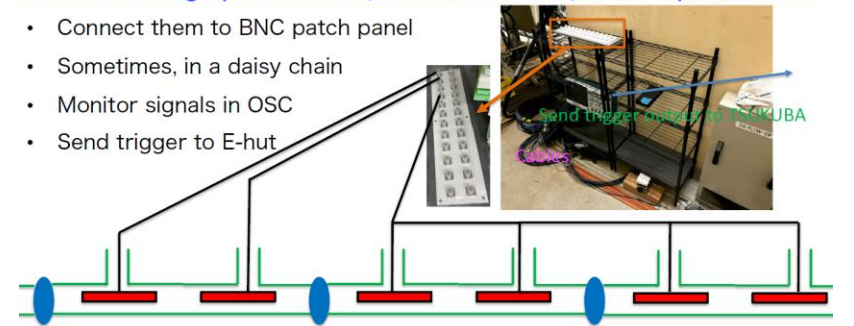 • Connect them to BNC patch panel
• Sometimes, in a daisy chain
• Monitor signals in OSC
• Send trigger to E-hut
Send trigger output to TSUKUBA
Cables